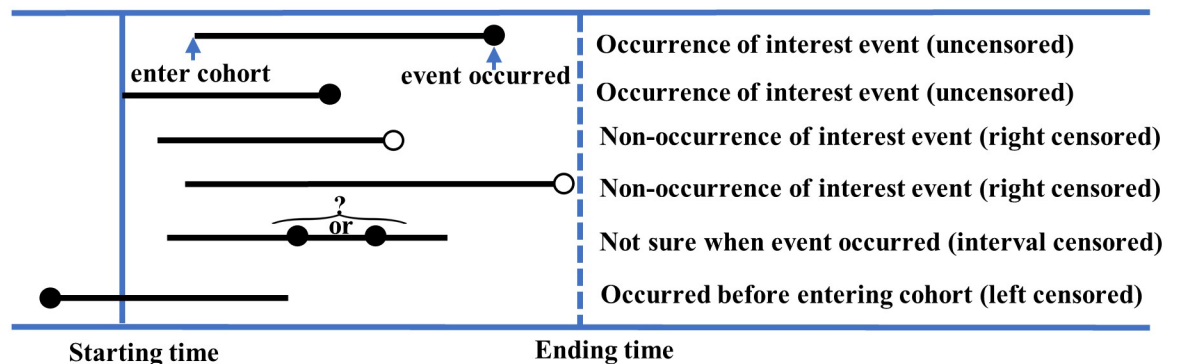 Occurrence of interest event (uncensored)
enter cohort
event occurred
Occurrence of interest event (uncensored)
Non-occurrence of interest event (right censored)
Non-occurrence of interest event (right censored)
?
or
Not sure when event occurred (interval censored)
Occurred before entering cohort (left censored)
Starting time
Ending time